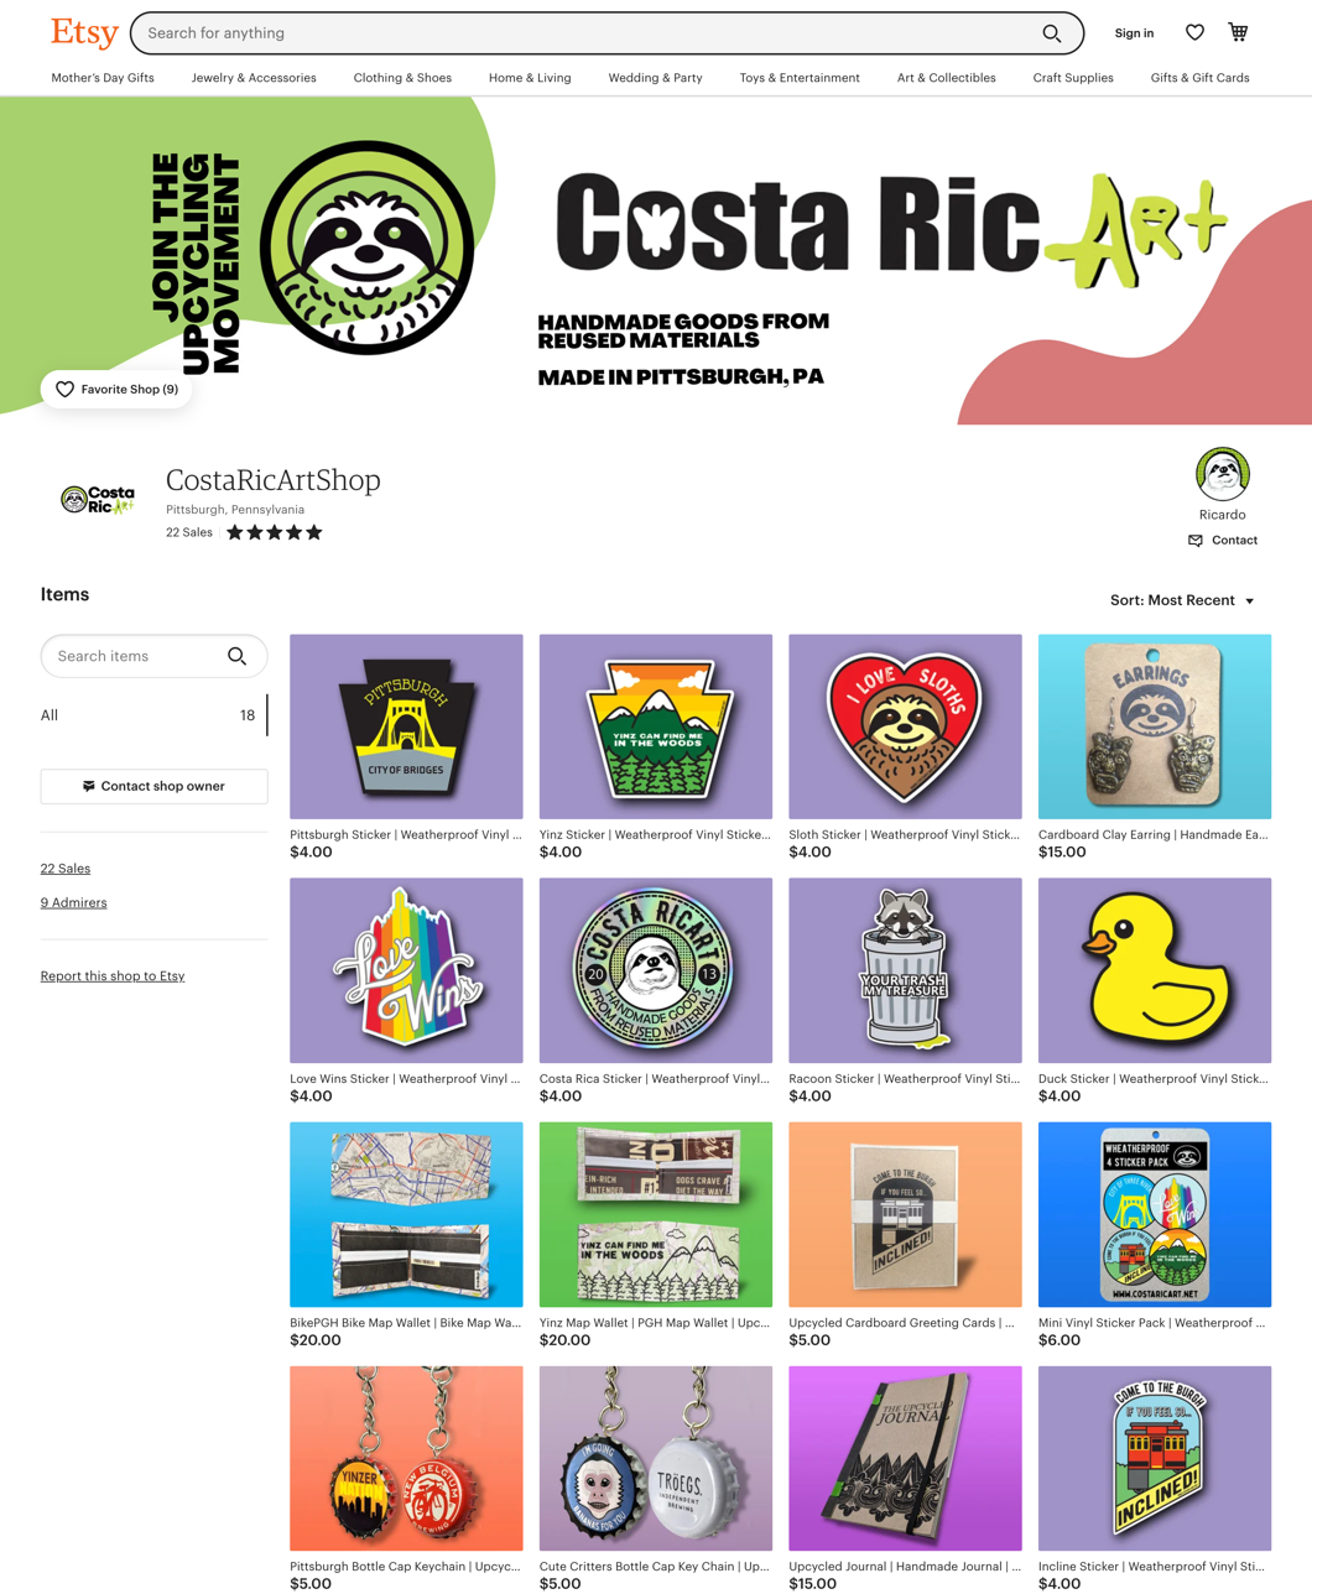 Etsy
Search for anything
Sign in
Mother's Day Gifts
Jewelry & Accessories
Clothing & Shoes
Home & Living
Wedding & Party
Toys & Entertainment
Art & Collectibles
Craft Supplies
Gifts & Gift Cards
JOIN THE
UPCYCLING
MOVEMENT
Costa Ric Art
HANDMADE GOODS FROM
REUSED MATERIALS
MADE IN PITTSBURGH, PA
Favorite Shop (9)
Costa
Ric Art
CostaRicArtShop
Pittsburgh, Pennsylvania
22 Sales
Ricardo
Contact
Items
Sort: Most Recent
Search items
All 18
Contact shop owner
22 Sales
9 Admirers
Report this shop to Etsy
PITTSBURGH
CITY OF BRIDGES
YINZ CAN FIND ME
IN THE WOODS
I LOVE SLOTHS
EARRINGS
Pittsburgh Sticker | Weatherproof Vinyl ...
$4.00
Yinz Sticker | Weatherproof Vinyl Sticke...
$4.00
Sloth Sticker | Weatherproof Vinyl Stick...
$4.00
Cardboard Clay Earring | Handmade Ea...
$15.00
Love
Wins
COSTA RICART
20 13
HANDMADE GOODS
FROM REUSED MATERIALS
YOUR TRASH
MY TREASURE
Love Wins Sticker | Weatherproof Vinyl ...
$4.00
Costa Rica Sticker | Weatherproof Vinyl...
$4.00
Racoon Sticker | Weatherproof Vinyl Sti...
$4.00
Duck Sticker | Weatherproof Vinyl Stick...
$4.00
EIN-RICH
INTENDED
#1
DOGS CRAVE A
DIET THE WAY
YINZ CAN FIND ME
IN THE WOODS
COME TO THE BURGH
IF YOU FEEL SO...
INCLINED!
WHEATHERPROOF
4 STICKER PACK
Love
Win
WWW.COSTARICART.NET
BikePGH Bike Map Wallet | Bike Map Wa...
$20.00
Yinz Map Wallet | PGH Map Wallet | Upc...
$20.00
Upcycled Cardboard Greeting Cards | ...
$5.00
Mini Vinyl Sticker Pack | Weatherproof ...
$6.00
YINZER
NATION
NEW BELGIUM
BREWING
I'M GOING
BANANAS FOR YOU
TRöEGS.
INDEPENDENT
BREWING
THE UPCYCLED
JOURNAL
COME TO THE BURGH
IF YOU FEEL SO...
INCLINED!
Pittsburgh Bottle Cap Keychain | Upcyc...
$5.00
Cute Critters Bottle Cap Key Chain | Up...
$5.00
Upcycled Journal | Handmade Journal | ...
$15.00
Incline Sticker | Weatherproof Vinyl Sti...
$4.00